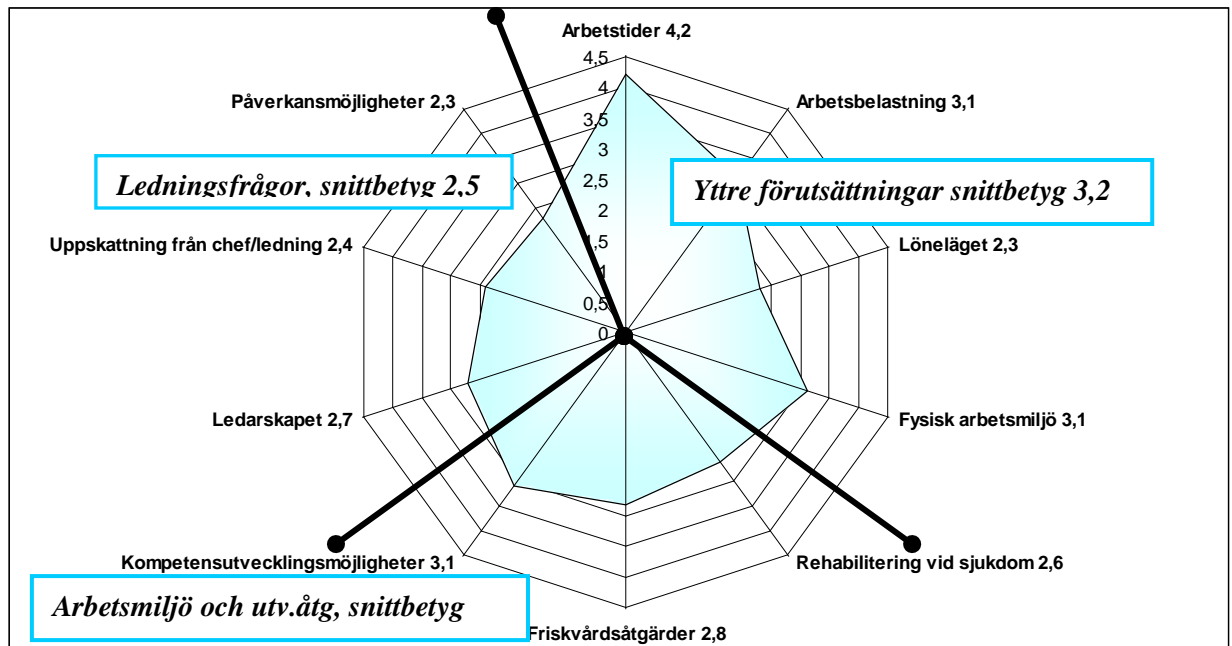 Arbetstider 4,2
Arbetsbelastning 3,1
Löneläget 2,3
Fysisk arbetsmiljö 3,1
Rehabilitering vid sjukdom 2,6
Friskvårdsåtgärder 2,8
Kompetensutvecklingsmöjligheter 3,1
Ledarskapet 2,7
Uppskattning från chef/ledning 2,4
Påverkansmöjligheter 2,3
4,5
4
3,5
3
2,5
2
1,5
1
0,5
0
Ledningsfrågor, snittbetyg 2,5
Yttre förutsättningar snittbetyg 3,2
Arbetsmiljö och utv.åtg, snittbetyg